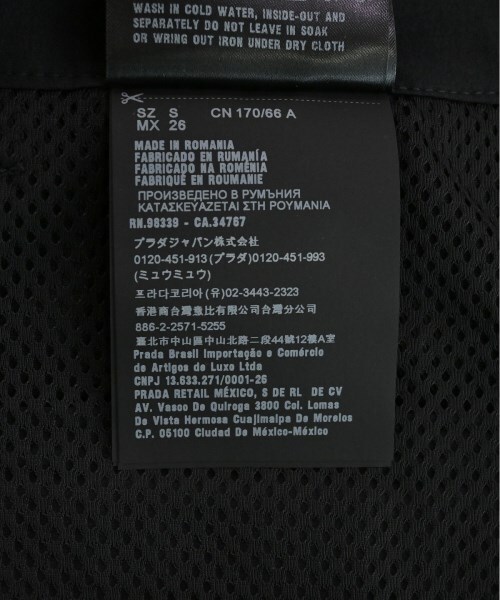 WASH IN COLD WATER, INSIDE-OUT AND
SEPARATELY DO NOT LEAVE IN SOAK
OR WRING OUT IRON UNDER DRY CLOTH
SZ S CN 170/66 A
MX 26
MADE IN ROMANIA
FABRICADO EN RUMANÍA
FABRICADO NA ROMÊNIA
FABRIQUÉ EN ROUMANIE
ПРОИЗВЕДЕНО В РУМЪНИЯ
ΚΑΤΑΣΚΕΥΑΖΕΤΑΙ ΣΤΗ ΡΟΥΜΑΝΙΑ
RN.98339 - CA.34767
プラダジャパン株式会社
0120-451-913(プラダ)0120-451-993
(ミュウミュウ)
프라다코리아(유)02-3443-2323
香港商台灣普比有限公司台灣分公司
886-2-2571-5255
臺北市中山區中山北路二段44號12樓A室
Prada Brasil Importação e Comércio
de Artigos de Luxo Ltda
CNPJ 13.633.271/0001-26
PRADA RETAIL MÉXICO, S DE RL DE CV
AV. Vasco De Quiroga 3800 Col. Lomas
De Vista Hermosa Cuajimalpa De Morelos
C.P. 05100 Ciudad De México-México